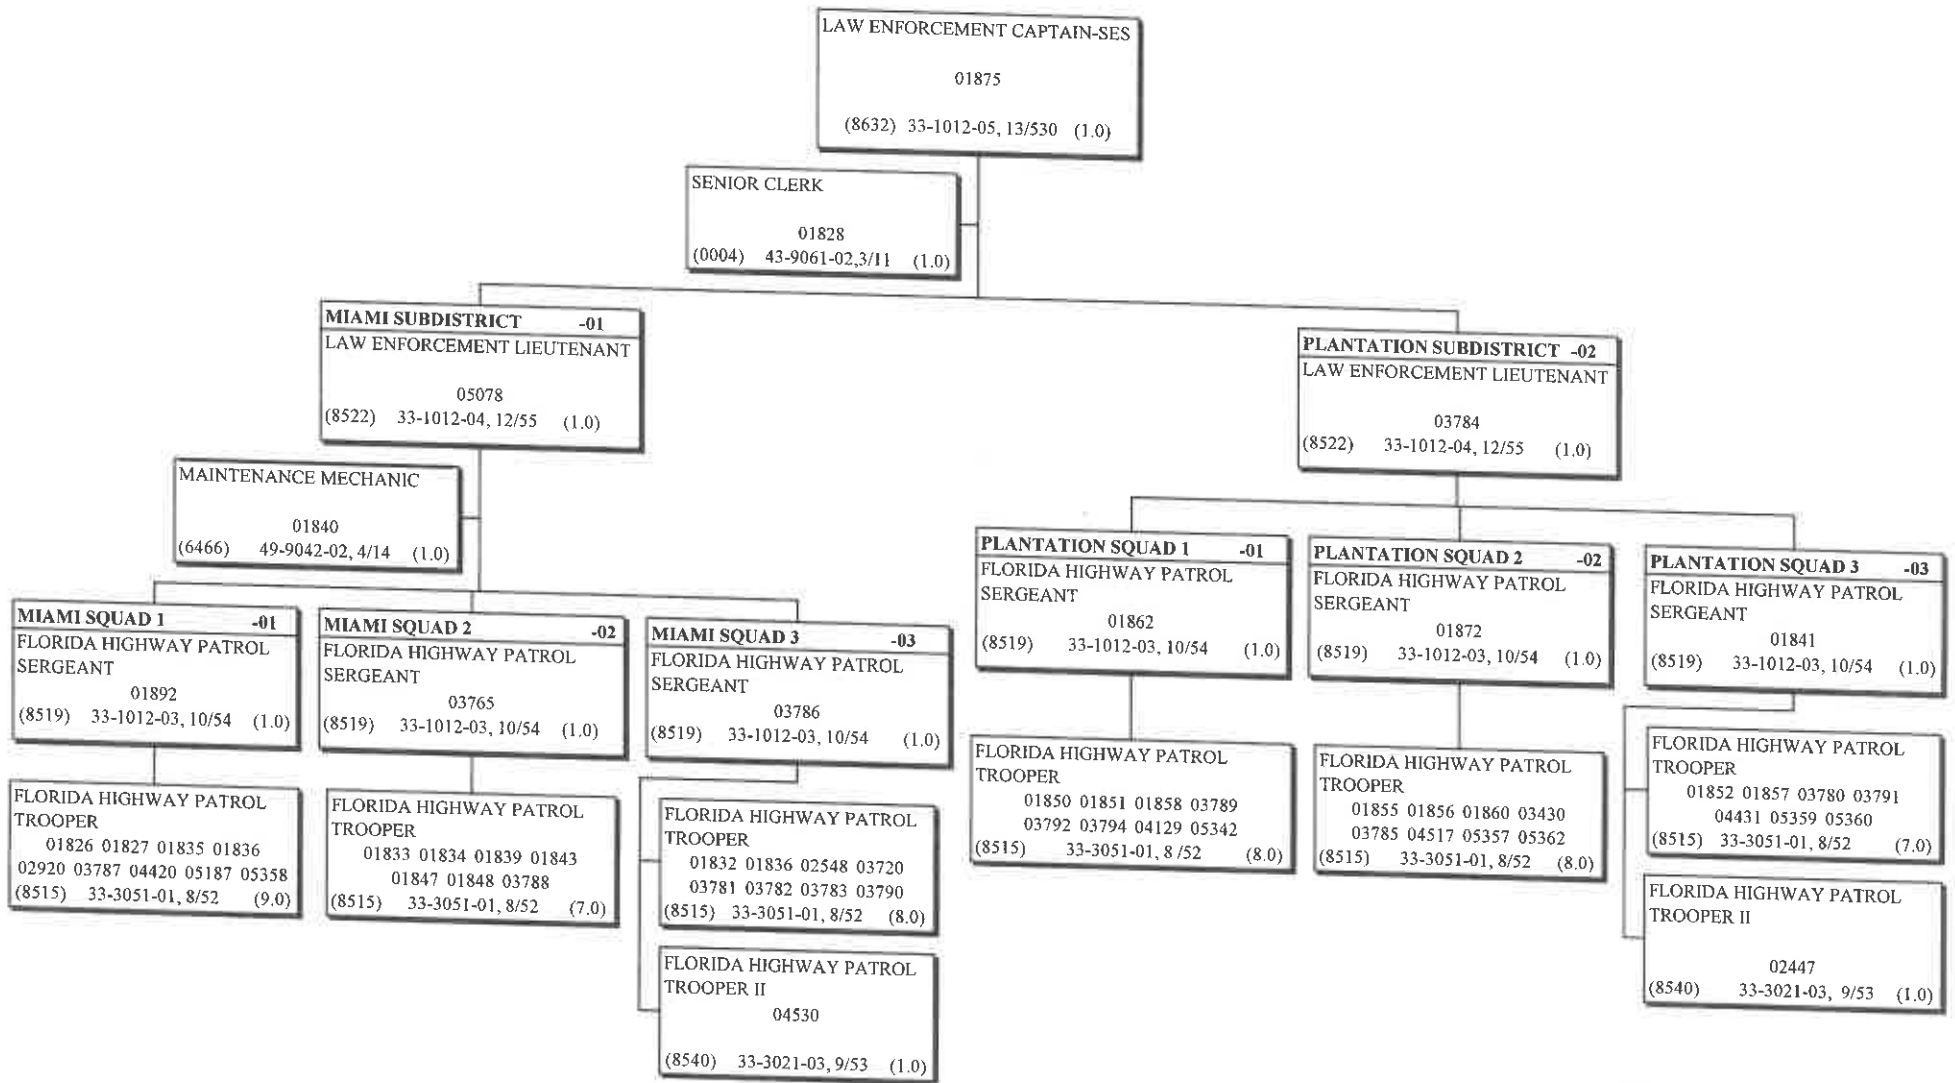 LAW ENFORCEMENT CAPTAIN-SES
01875
(8632) 33-1012-05, 13/530 (1.0)
SENIOR CLERK
01828
(0004) 43-9061-02,3/11 (1.0)
MIAMI SUBDISTRICT -01
LAW ENFORCEMENT LIEUTENANT
05078
(8522) 33-1012-04, 12/55 (1.0)
PLANTATION SUBDISTRICT -02
LAW ENFORCEMENT LIEUTENANT
03784
(8522) 33-1012-04, 12/55 (1.0)
MAINTENANCE MECHANIC
01840
(6466) 49-9042-02, 4/14 (1.0)
MIAMI SQUAD 1 -01
FLORIDA HIGHWAY PATROL
SERGEANT
01892
(8519) 33-1012-03, 10/54 (1.0)
MIAMI SQUAD 2 -02
FLORIDA HIGHWAY PATROL
SERGEANT
03765
(8519) 33-1012-03, 10/54 (1.0)
MIAMI SQUAD 3 -03
FLORIDA HIGHWAY PATROL
SERGEANT
03786
(8519) 33-1012-03, 10/54 (1.0)
PLANTATION SQUAD 1 -01
FLORIDA HIGHWAY PATROL
SERGEANT
01862
(8519) 33-1012-03, 10/54 (1.0)
PLANTATION SQUAD 2 -02
FLORIDA HIGHWAY PATROL
SERGEANT
01872
(8519) 33-1012-03, 10/54 (1.0)
PLANTATION SQUAD 3 -03
FLORIDA HIGHWAY PATROL
SERGEANT
01841
(8519) 33-1012-03, 10/54 (1.0)
FLORIDA HIGHWAY PATROL
TROOPER
01826 01827 01835 01836
02920 03787 04420 05187 05358
(8515) 33-3051-01, 8/52 (9.0)
FLORIDA HIGHWAY PATROL
TROOPER
01833 01834 01839 01843
01847 01848 03788
(8515) 33-3051-01, 8/52 (7.0)
FLORIDA HIGHWAY PATROL
TROOPER
01832 01836 02548 03720
03781 03782 03783 03790
(8515) 33-3051-01, 8/52 (8.0)
FLORIDA HIGHWAY PATROL
TROOPER II
04530
(8540) 33-3021-03, 9/53 (1.0)
FLORIDA HIGHWAY PATROL
TROOPER
01850 01851 01858 03789
03792 03794 04129 05342
(8515) 33-3051-01, 8 /52 (8.0)
FLORIDA HIGHWAY PATROL
TROOPER
01855 01856 01860 03430
03785 04517 05357 05362
(8515) 33-3051-01, 8/52 (8.0)
FLORIDA HIGHWAY PATROL
TROOPER
01852 01857 03780 03791
04431 05359 05360
(8515) 33-3051-01, 8/52 (7.0)
FLORIDA HIGHWAY PATROL
TROOPER II
02447
(8540) 33-3021-03, 9/53 (1.0)